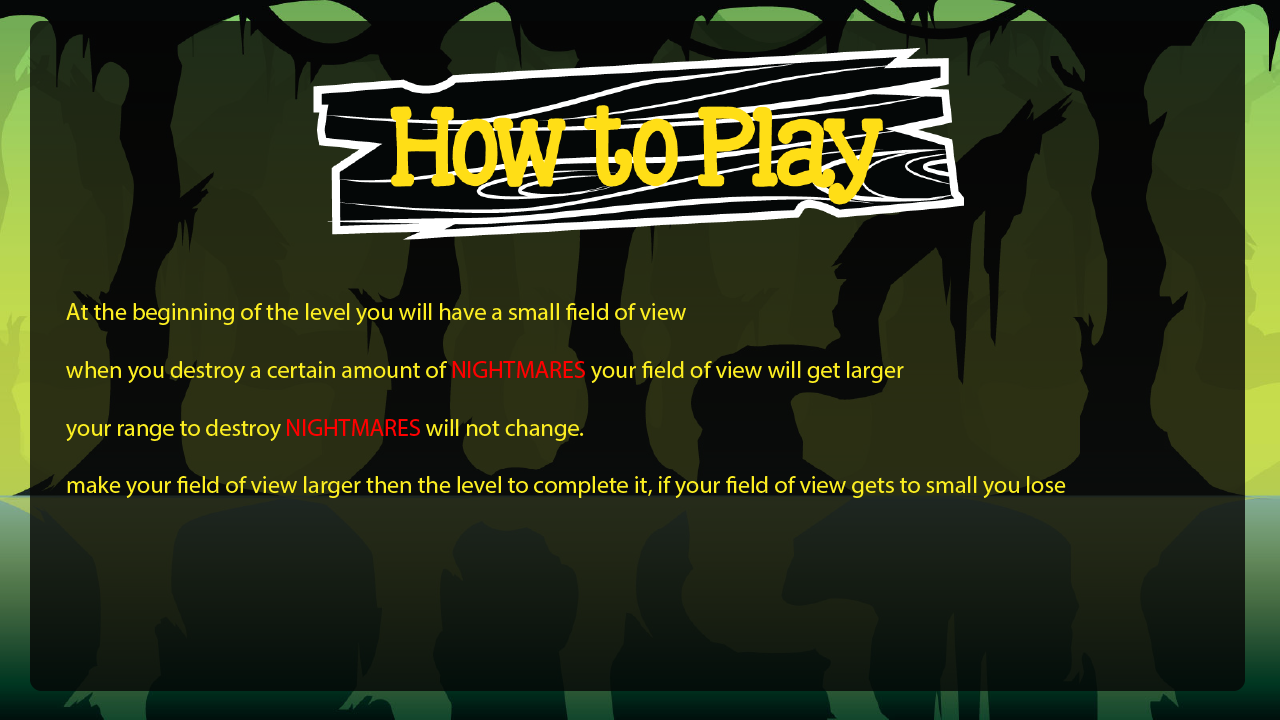 How to Play
At the beginning of the level you will have a small field of view
when you destroy a certain amount of NIGHTMARES your field of view will get larger
your range to destroy NIGHTMARES will not change.
make your field of view larger then the level to complete it, if your field of view gets to small you lose